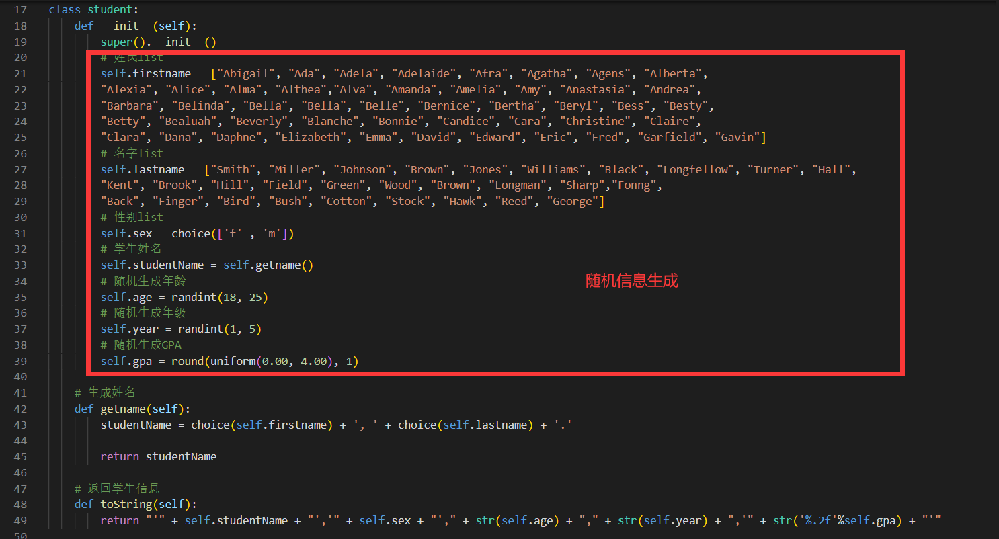 17 class student:
18 def __init__(self):
19 super().__init__()
20 # 姓氏list
21 self.firstname = ["Abigail", "Ada", "Adela", "Adelaide", "Afra", "Agatha", "Agens", "Alberta",
22 "Alexia", "Alice", "Alma", "Althea","Alva", "Amanda", "Amelia", "Amy", "Anastasia", "Andrea",
23 "Barbara", "Belinda", "Bella", "Bella", "Belle", "Bernice", "Bertha", "Beryl", "Bess", "Besty",
24 "Betty", "Bealuah", "Beverly", "Blanche", "Bonnie", "Candice", "Cara", "Christine", "Claire",
25 "Clara", "Dana", "Daphne", "Elizabeth", "Emma", "David", "Edward", "Eric", "Fred", "Garfield", "Gavin"]
26 # 名字list
27 self.lastname = ["Smith", "Miller", "Johnson", "Brown", "Jones", "Williams", "Black", "Longfellow", "Turner", "Hall",
28 "Kent", "Brook", "Hill", "Field", "Green", "Wood", "Brown", "Longman", "Sharp","Fonng",
29 "Back", "Finger", "Bird", "Bush", "Cotton", "Stock", "Hawk", "Reed", "George"]
30 # 性别list
31 self.sex = choice(['f' , 'm'])
32 # 学生姓名
33 self.studentName = self.getname()
34 # 随机生成年龄
随机信息生成
35 self.age = randint(18, 25)
36 # 随机生成年级
37 self.year = randint(1, 5)
38 # 随机生成GPA
39 self.gpa = round(uniform(0.00, 4.00), 1)
40
41 # 生成姓名
42 def getname(self):
43 studentName = choice(self.firstname) + ', ' + choice(self.lastname) + '.'
44
45 return studentName
46
47 # 返回学生信息
48 def toString(self):
49 return "'" + self.studentName + "','" + self.sex + "'," + str(self.age) + "," + str(self.year) + ",'" + str('%.2f'%self.gpa) + "'"
50